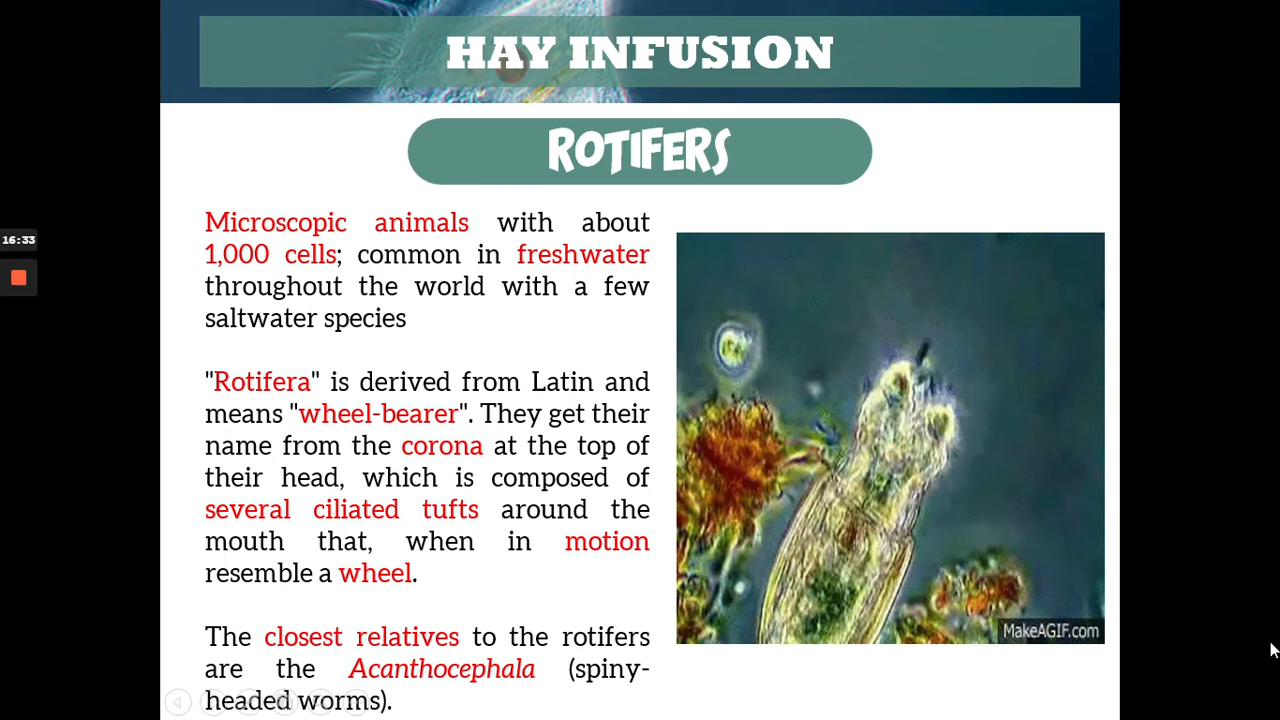 HAY INFUSION
ROTIFERS
16:33
Microscopic animals with about
1,000 cells; common in freshwater
throughout the world with a few
saltwater species
"Rotifera" is derived from Latin and
means "wheel-bearer". They get their
name from the corona at the top of
their head, which is composed of
several ciliated tufts around the
mouth that, when in motion
resemble a wheel.
The closest relatives to the rotifers
are the Acanthocephala (spiny-
headed worms).
MakeAGIF.com